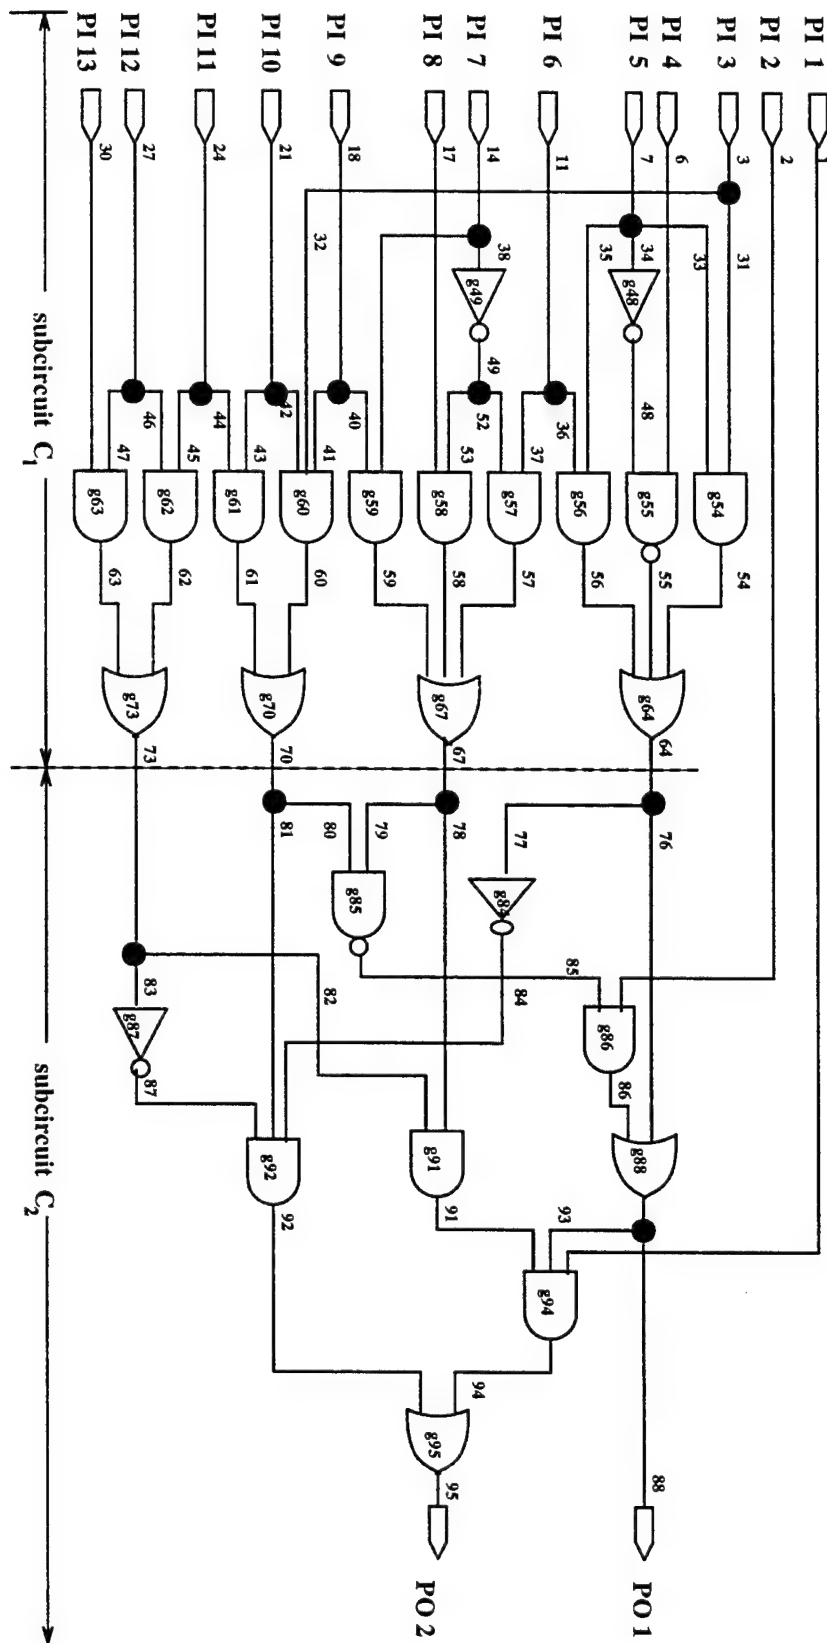 PI 1
PI 2
PI 3
PI 4
PI 5
PI 6
PI 7
PI 8
PI 9
PI 10
PI 11
PI 12
PI 13
1
2
3
6
7
11
14
17
18
21
24
27
30
31
33
34
35
38
32
g48
g49
48
49
36
37
52
53
40
41
42
43
44
45
46
47
g54
g55
g56
g57
g58
g59
g60
g61
g62
g63
54
55
56
57
58
59
60
61
62
63
g64
g67
g70
g73
64
67
70
73
76
77
78
79
80
81
g84
g85
84
85
82
83
g86
g87
86
87
g88
g91
g92
93
91
92
g94
94
g95
88
95
PO 1
PO 2
subcircuit C1
subcircuit C2